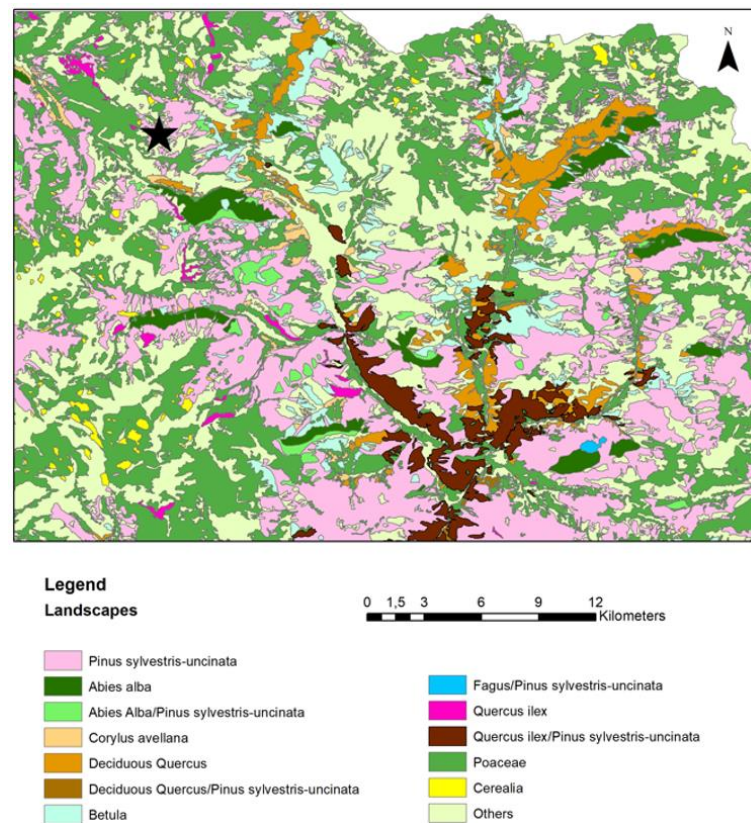 N
Legend
Landscapes
0 1,5 3 6 9 12
Kilometers
Pinus sylvestris-uncinata
Abies alba
Abies Alba/Pinus sylvestris-uncinata
Corylus avellana
Deciduous Quercus
Deciduous Quercus/Pinus sylvestris-uncinata
Betula
Fagus/Pinus sylvestris-uncinata
Quercus ilex
Quercus ilex/Pinus sylvestris-uncinata
Poaceae
Cerealia
Others